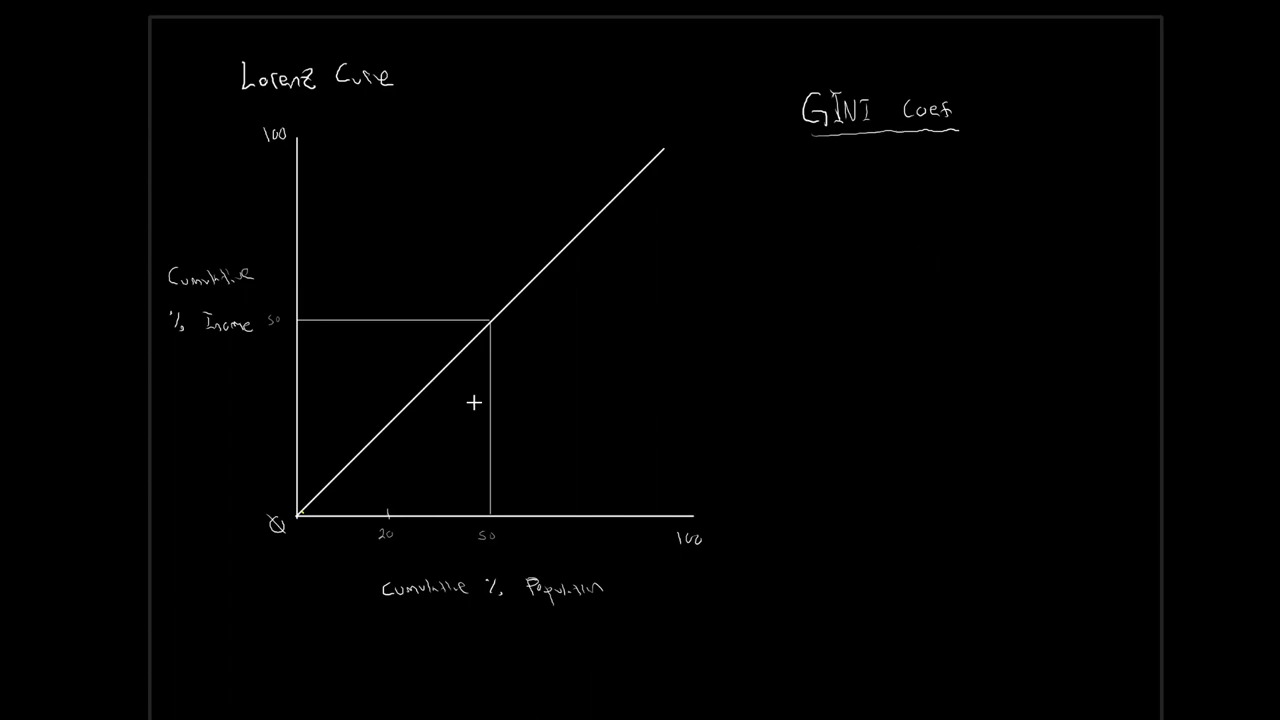 Lorenz Curve
GINI Coef
100
Cumulative
% Income
50
0
20
50
100
Cumulative % Population